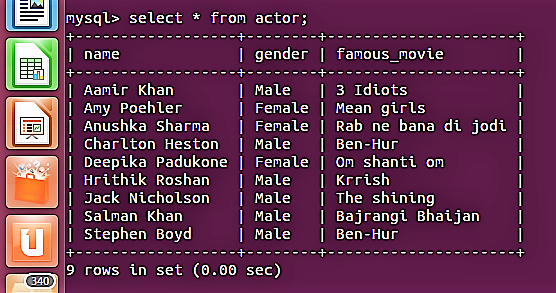 mysql> select * from actor;
+------------------+--------+----------------------+
| name             | gender | famous_movie         |
+------------------+--------+----------------------+
| Aamir Khan       | Male   | 3 Idiots             |
| Amy Poehler      | Female | Mean girls           |
| Anushka Sharma   | Female | Rab ne bana di jodi |
| Charlton Heston  | Male   | Ben-Hur              |
| Deepika Padukone | Female | Om shanti om         |
| Hrithik Roshan   | Male   | Krrish               |
| Jack Nicholson   | Male   | The shining          |
| Salman Khan      | Male   | Bajrangi Bhaijan     |
| Stephen Boyd     | Male   | Ben-Hur              |
+------------------+--------+----------------------+
9 rows in set (0.00 sec)
340